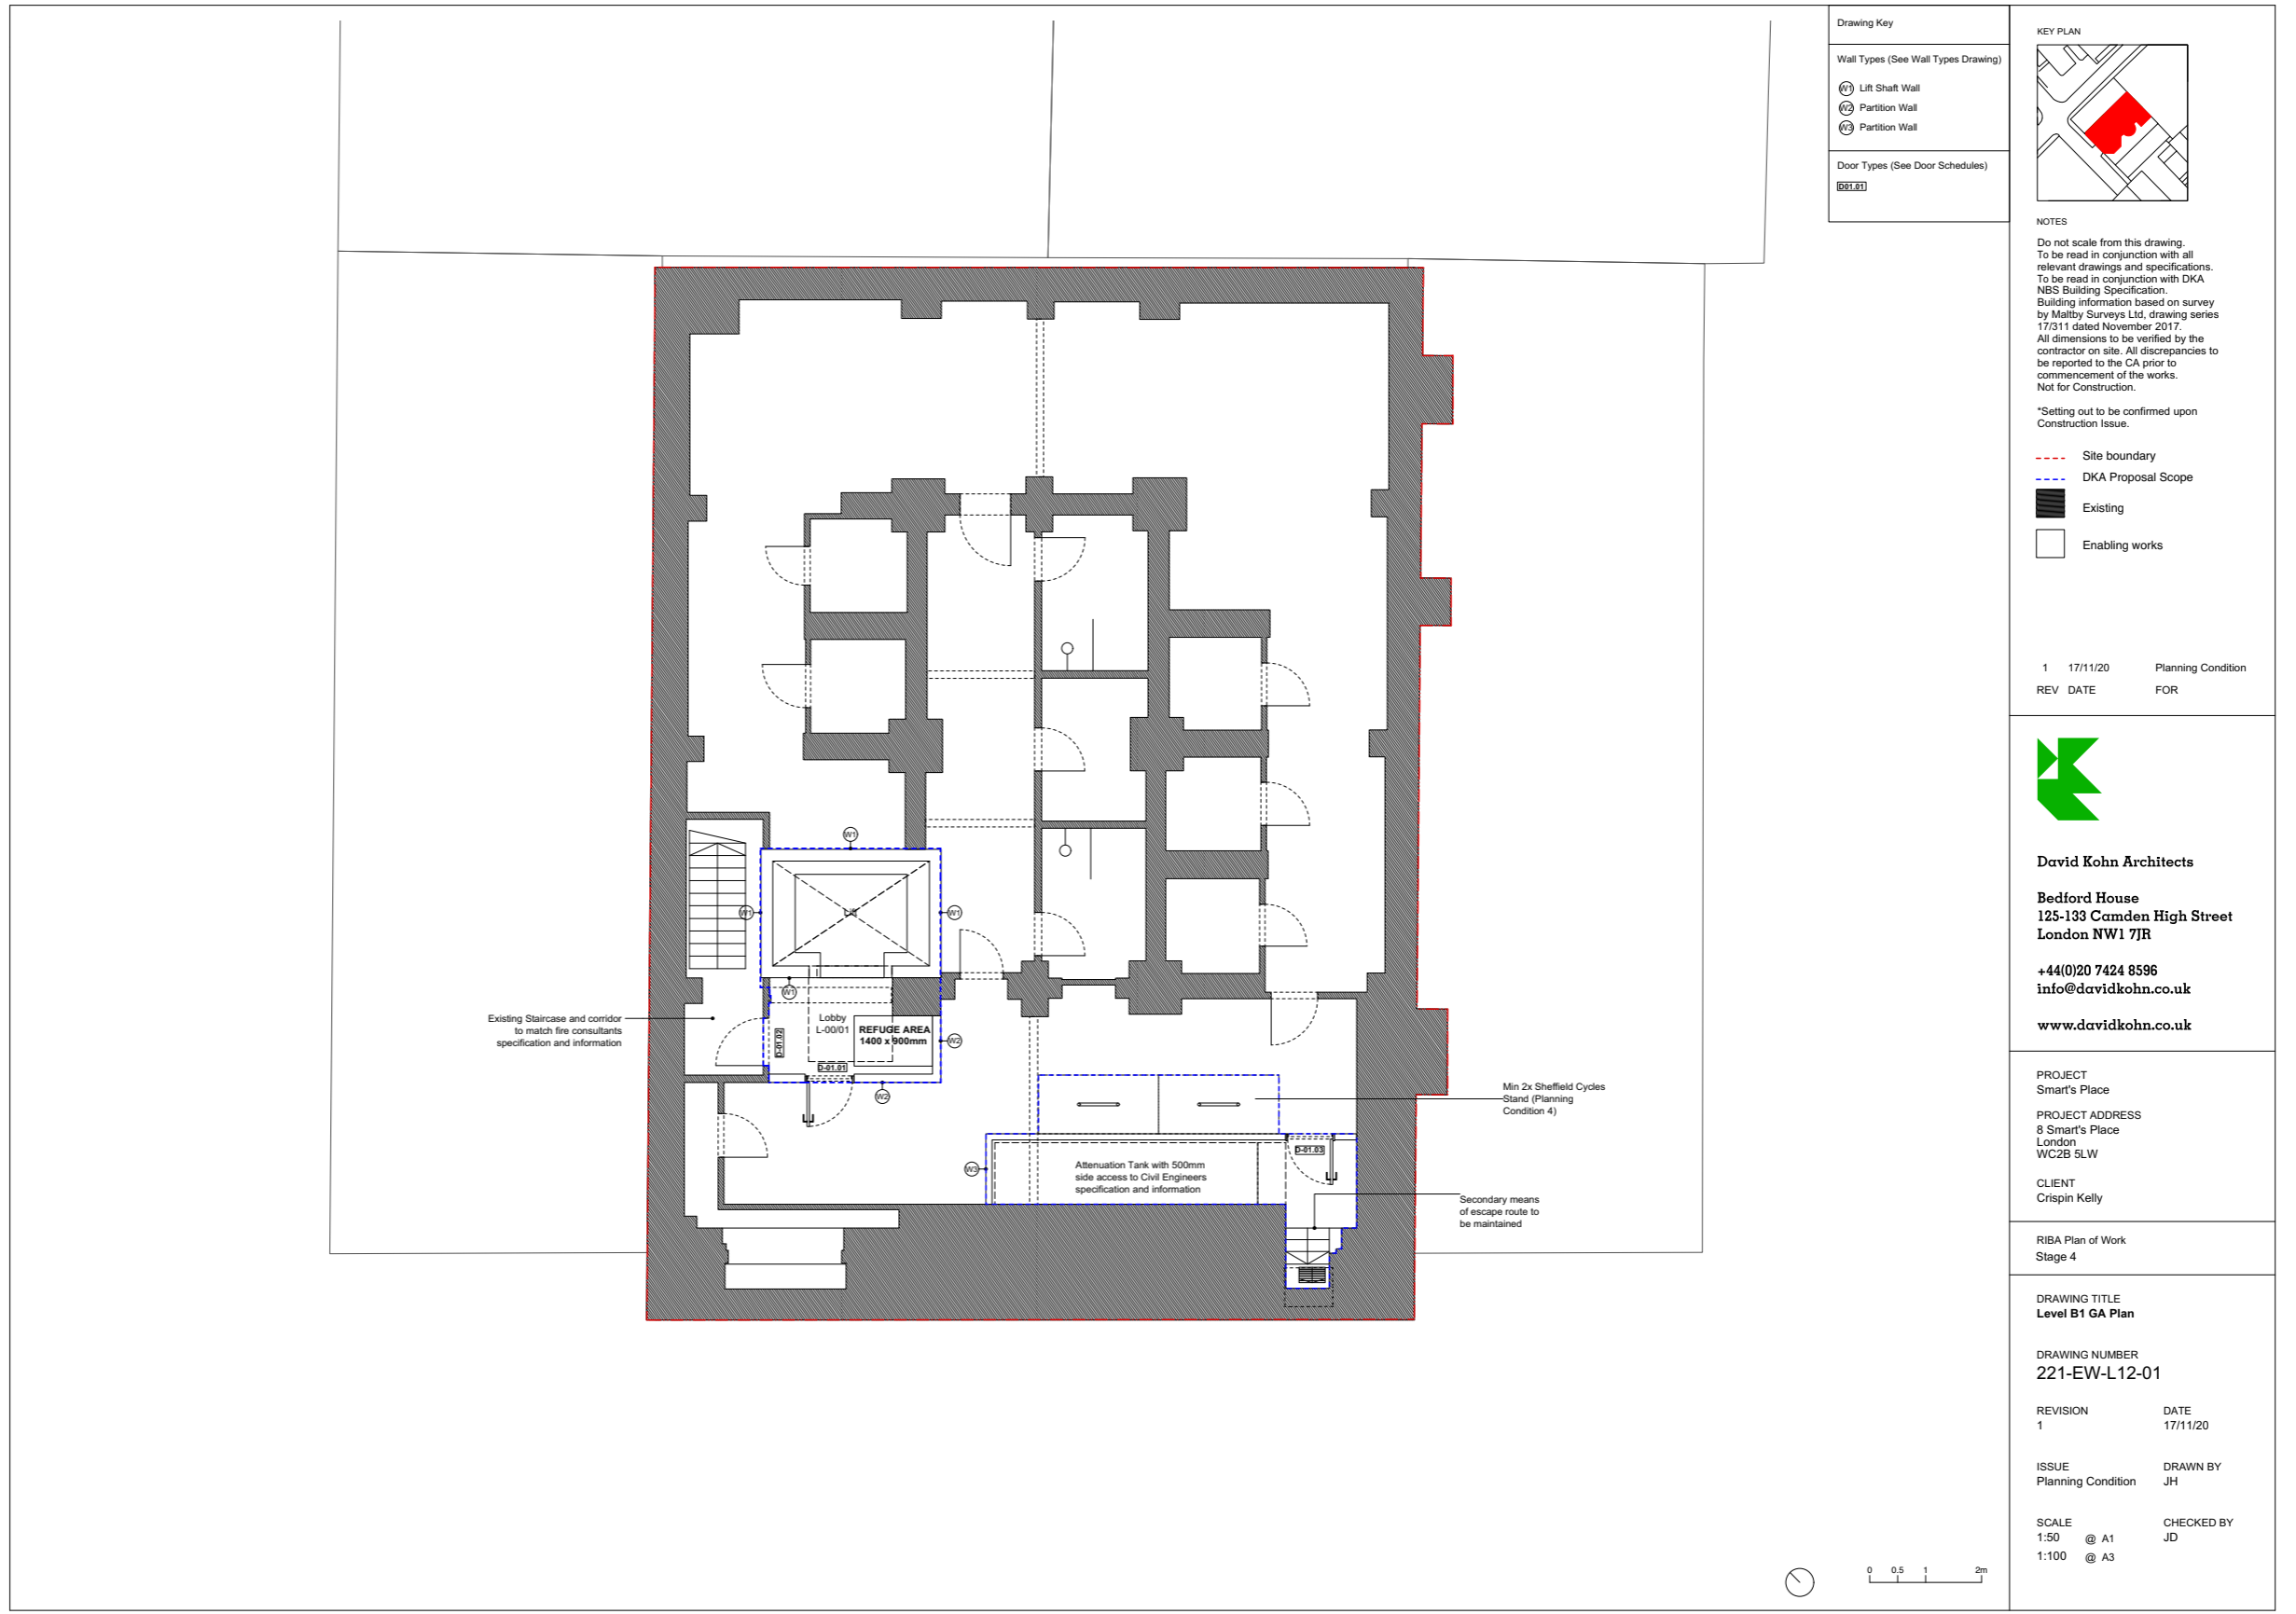 Drawing Key
Wall Types (See Wall Types Drawing)
W1 Lift Shaft Wall
W2 Partition Wall
W3 Partition Wall
Door Types (See Door Schedules)
D01.01
KEY PLAN
NOTES
Do not scale from this drawing.
To be read in conjunction with all
relevant drawings and specifications.
To be read in conjunction with DKA
NBS Building Specification.
Building information based on survey
by Maltby Surveys Ltd, drawing series
17/311 dated November 2017.
All dimensions to be verified by the
contractor on site. All discrepancies to
be reported to the CA prior to
commencement of the works.
Not for Construction.
*Setting out to be confirmed upon
Construction Issue.
Site boundary
DKA Proposal Scope
Existing
Enabling works
1 17/11/20 Planning Condition
REV DATE FOR
David Kohn Architects
Bedford House
125-133 Camden High Street
London NW1 7JR
+44(0)20 7424 8596
info@davidkohn.co.uk
www.davidkohn.co.uk
PROJECT
Smart's Place
PROJECT ADDRESS
8 Smart's Place
London
WC2B 5LW
CLIENT
Crispin Kelly
RIBA Plan of Work
Stage 4
DRAWING TITLE
Level B1 GA Plan
DRAWING NUMBER
221-EW-L12-01
REVISION DATE
1 17/11/20
ISSUE DRAWN BY
Planning Condition JH
SCALE CHECKED BY
1:50 @ A1 JD
1:100 @ A3
W1
W1
Lift
W1
W1
Existing Staircase and corridor
to match fire consultants
specification and information
Lobby
L-00/01
REFUGE AREA
1400 x 900mm
D-01.02
D-01.01
W2
W2
Min 2x Sheffield Cycles
Stand (Planning
Condition 4)
D-01.03
W3
Attenuation Tank with 500mm
side access to Civil Engineers
specification and information
Secondary means
of escape route to
be maintained
0 0.5 1 2m